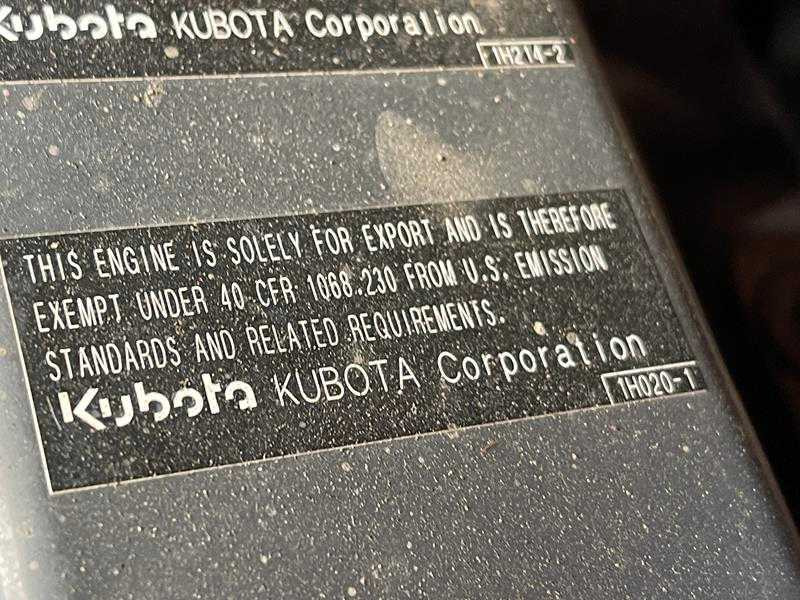 Kubota KUBOTA Corporation
1H214-2
THIS ENGINE IS SOLELY FOR EXPORT AND IS THEREFORE
EXEMPT UNDER 40 CFR 1068.230 FROM U.S. EMISSION
STANDARDS AND RELATED REQUIREMENTS.
Kubota KUBOTA Corporation
1H020-1